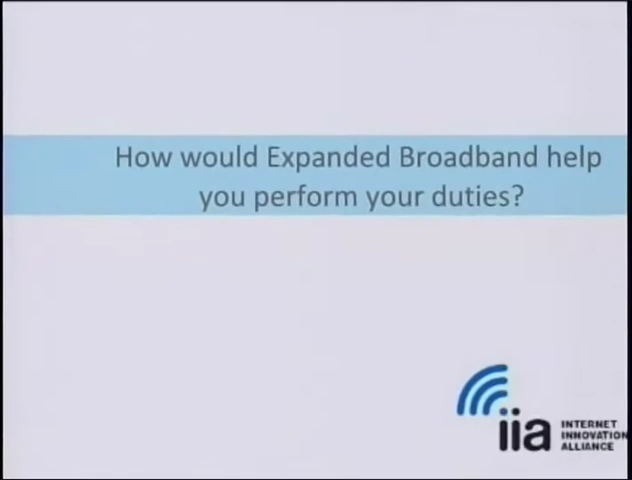 How would Expanded Broadband help
you perform your duties?
iia
INTERNET
INNOVATION
ALLIANCE